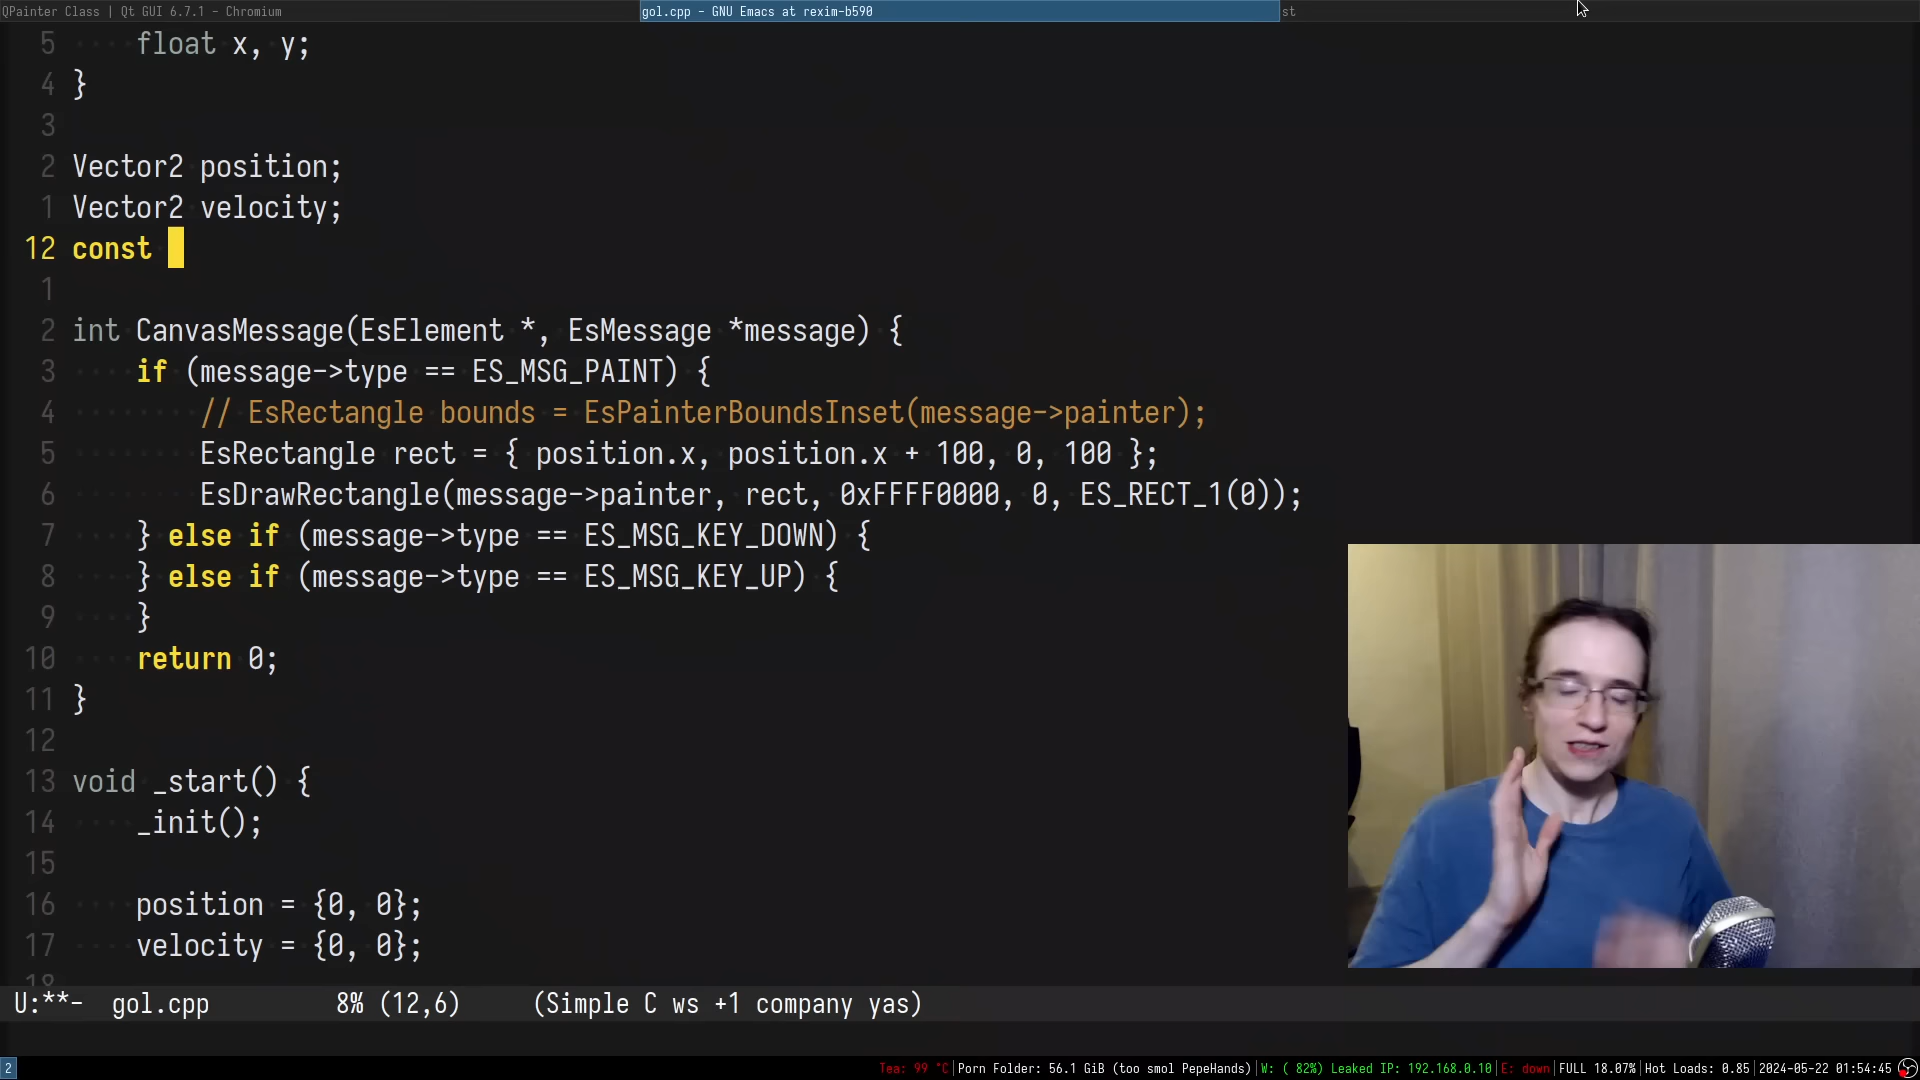 QPainter Class | Qt GUI 6.7.1 - Chromium
gol.cpp - GNU Emacs at rexim-b590
st
5 float x, y;
4 }
3
2 Vector2 position;
1 Vector2 velocity;
12 const
1
2 int CanvasMessage(EsElement *, EsMessage *message) {
3 if (message->type == ES_MSG_PAINT) {
4 // EsRectangle bounds = EsPainterBoundsInset(message->painter);
5 EsRectangle rect = { position.x, position.x + 100, 0, 100 };
6 EsDrawRectangle(message->painter, rect, 0xFFFF0000, 0, ES_RECT_1(0));
7 } else if (message->type == ES_MSG_KEY_DOWN) {
8 } else if (message->type == ES_MSG_KEY_UP) {
9 }
10 return 0;
11 }
12
13 void _start() {
14 _init();
15
16 position = {0, 0};
17 velocity = {0, 0};
18
U:**- gol.cpp 8% (12,6) (Simple C ws +1 company yas)
2 Tea: 99 °C|Porn Folder: 56.1 GiB (too smol PepeHands)|W: ( 82%) Leaked IP: 192.168.0.10|E: down|FULL 18.07%|Hot Loads: 0.85|2024-05-22 01:54:45